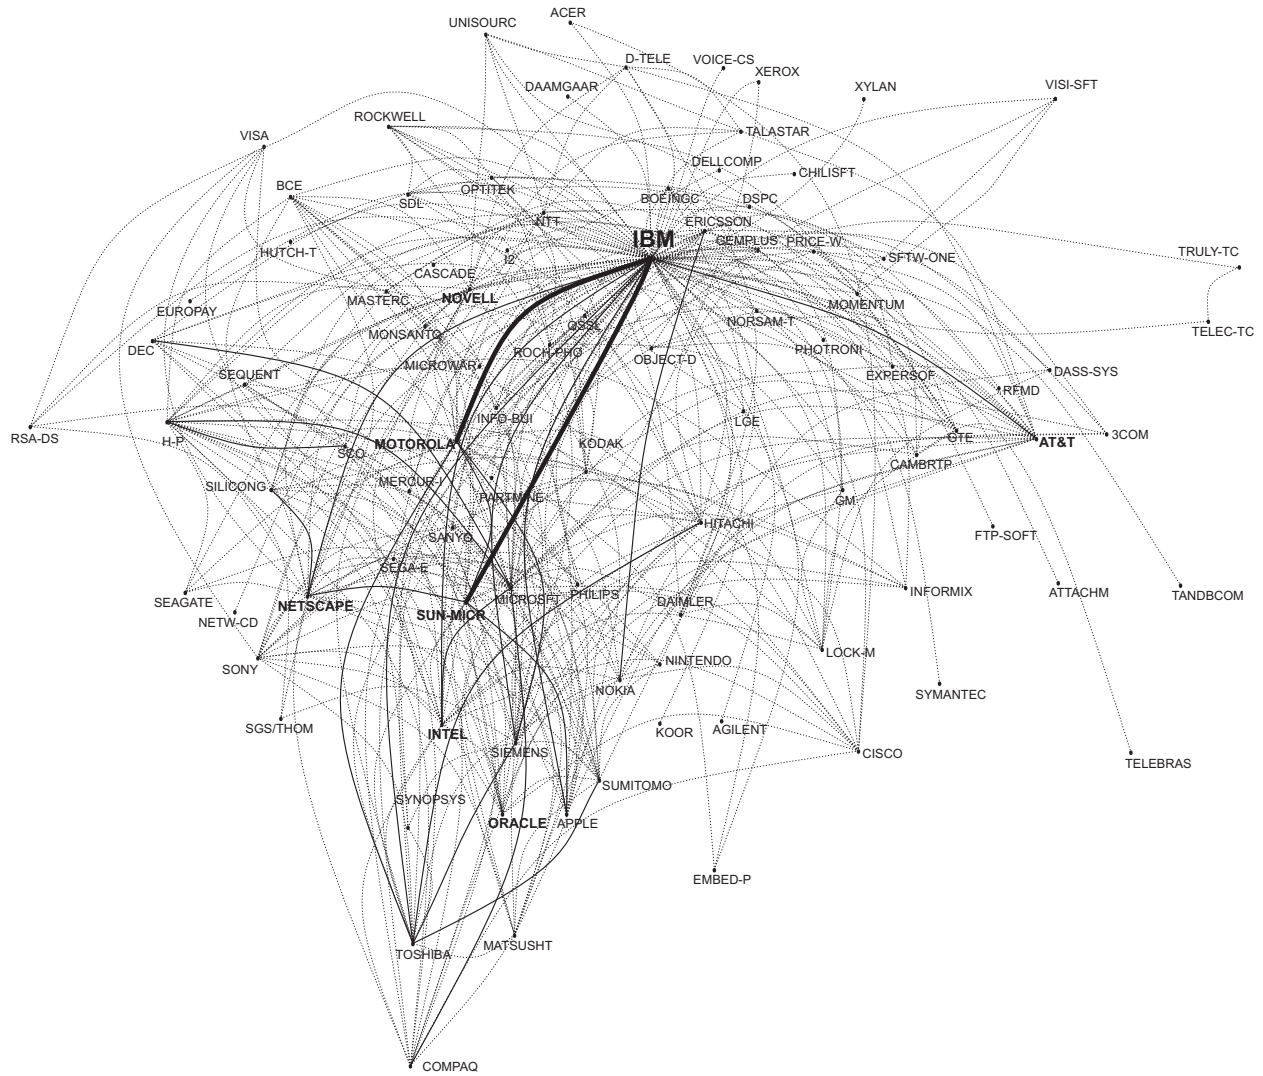 ACER
UNISOURC
D-TELE
VOICE-CS
XEROX
DAAMGAAR
XYLAN
VISI-SFT
ROCKWELL
VISA
TALASTAR
DELLCOMP
CHILISFT
BCE
OPTITEK
SDL
BOEINGC
DSPC
NTT
ERICSSON
IBM
GEMPLUS
PRICE-W
HUTCH-T
I2
SFTW-ONE
TRULY-TC
CASCADE
MASTERC
NOVELL
MOMENTUM
EUROPAY
MONSANTO
QSSL
NORSAM-T
TELEC-TC
DEC
ROCH-PHO
OBJECT-D
PHOTRONI
MICROWAR
SEQUENT
EXPERSOF
DASS-SYS
RFMD
INFO-BUI
LGE
RSA-DS
H-P
SCO
MOTOROLA
KODAK
GTE
AT&T
3COM
CAMBRTP
SILICONG
MERCUR-I
PARTMINE
GM
HITACHI
SANYO
FTP-SOFT
SEGA-E
SEAGATE
NETSCAPE
SUN-MICR
MICROSFT
PHILIPS
DAIMLER
INFORMIX
ATTACHM
TANDBCOM
NETW-CD
SONY
NINTENDO
LOCK-M
NOKIA
SYMANTEC
SGS/THOM
INTEL
KOOR
AGILENT
SIEMENS
CISCO
TELEBRAS
SUMITOMO
SYNOPSYS
ORACLE
APPLE
EMBED-P
TOSHIBA
MATSUSHT
COMPAQ